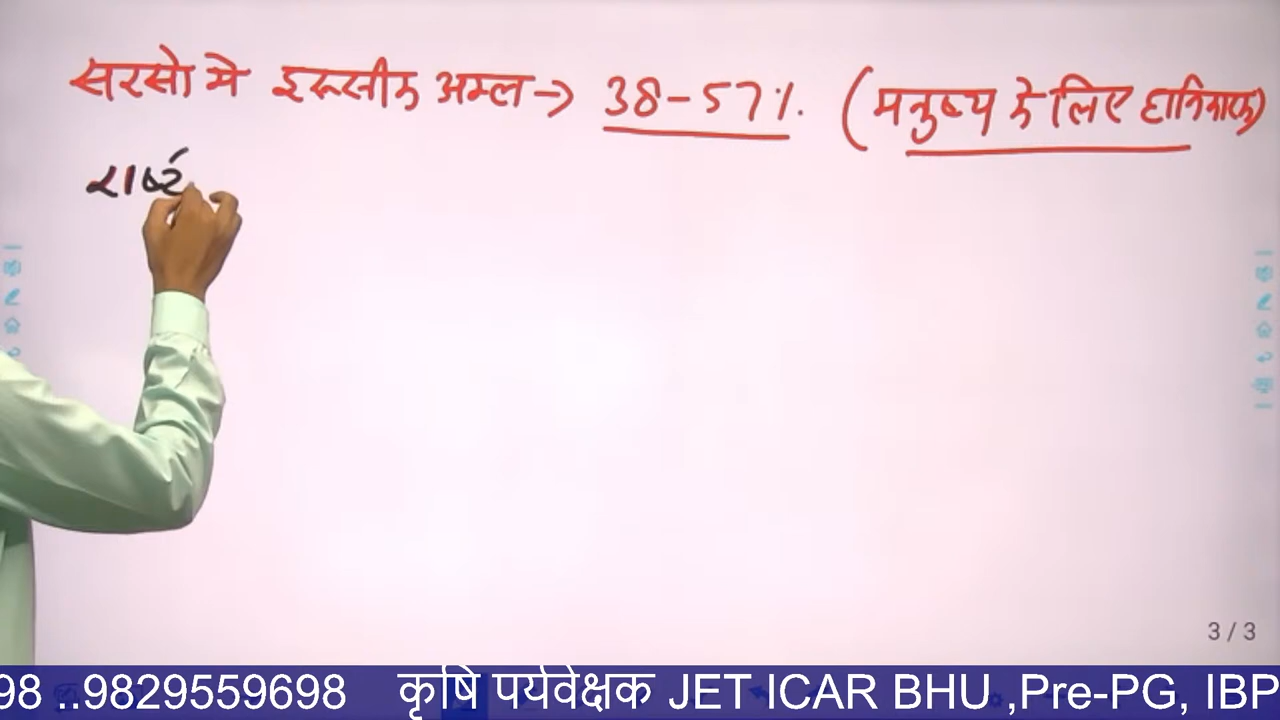 सरसो मे इरूसीक अम्ल → 38-57%. (मनुष्य के लिए हानिकारक)
राष्ट्र
3 / 3
98 ..9829559698 कृषि पर्यवेक्षक JET ICAR BHU ,Pre-PG, IBP